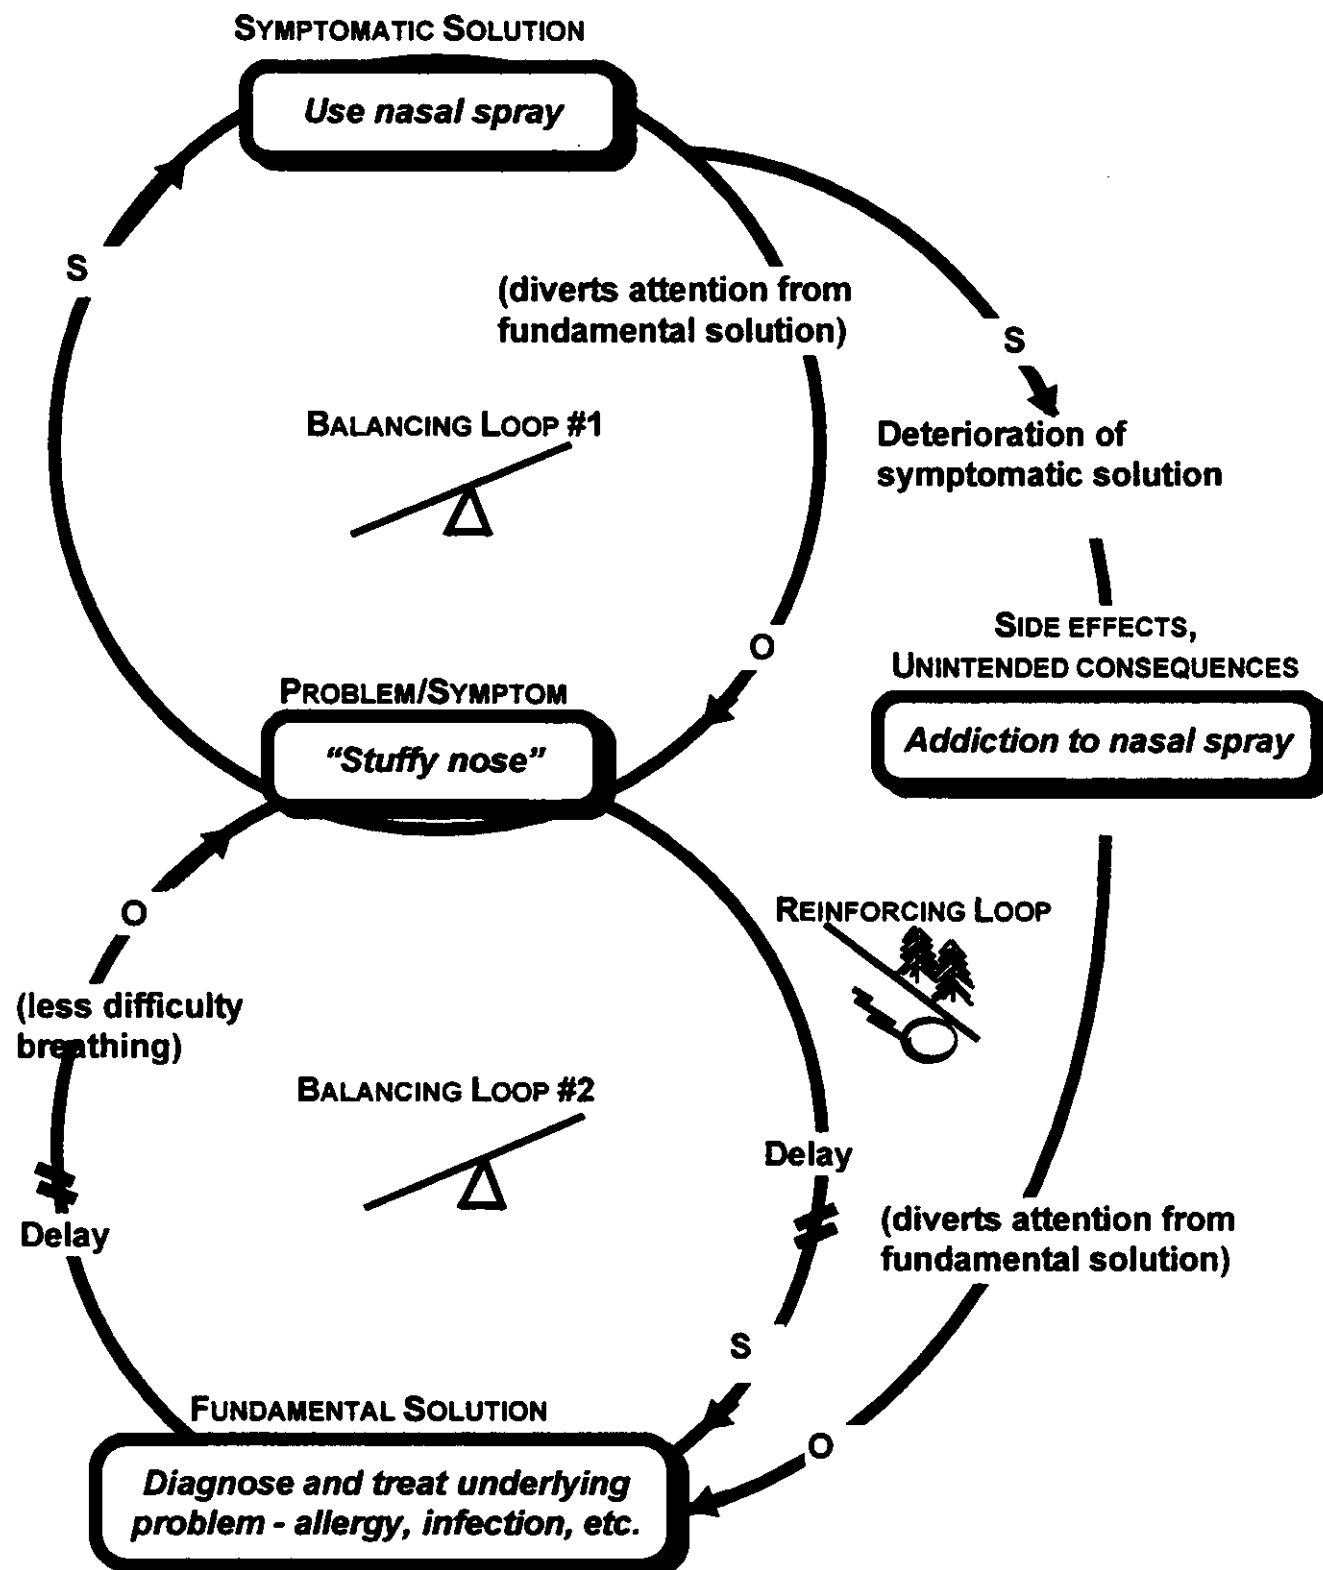 SYMPTOMATIC SOLUTION
Use nasal spray
S
(diverts attention from
fundamental solution)
S
BALANCING LOOP #1
Deterioration of
symptomatic solution
O
SIDE EFFECTS,
UNINTENDED CONSEQUENCES
Addiction to nasal spray
PROBLEM/SYMPTOM
“Stuffy nose”
O
REINFORCING LOOP
(less difficulty
breathing)
BALANCING LOOP #2
Delay
Delay
(diverts attention from
fundamental solution)
S
O
FUNDAMENTAL SOLUTION
Diagnose and treat underlying
problem - allergy, infection, etc.